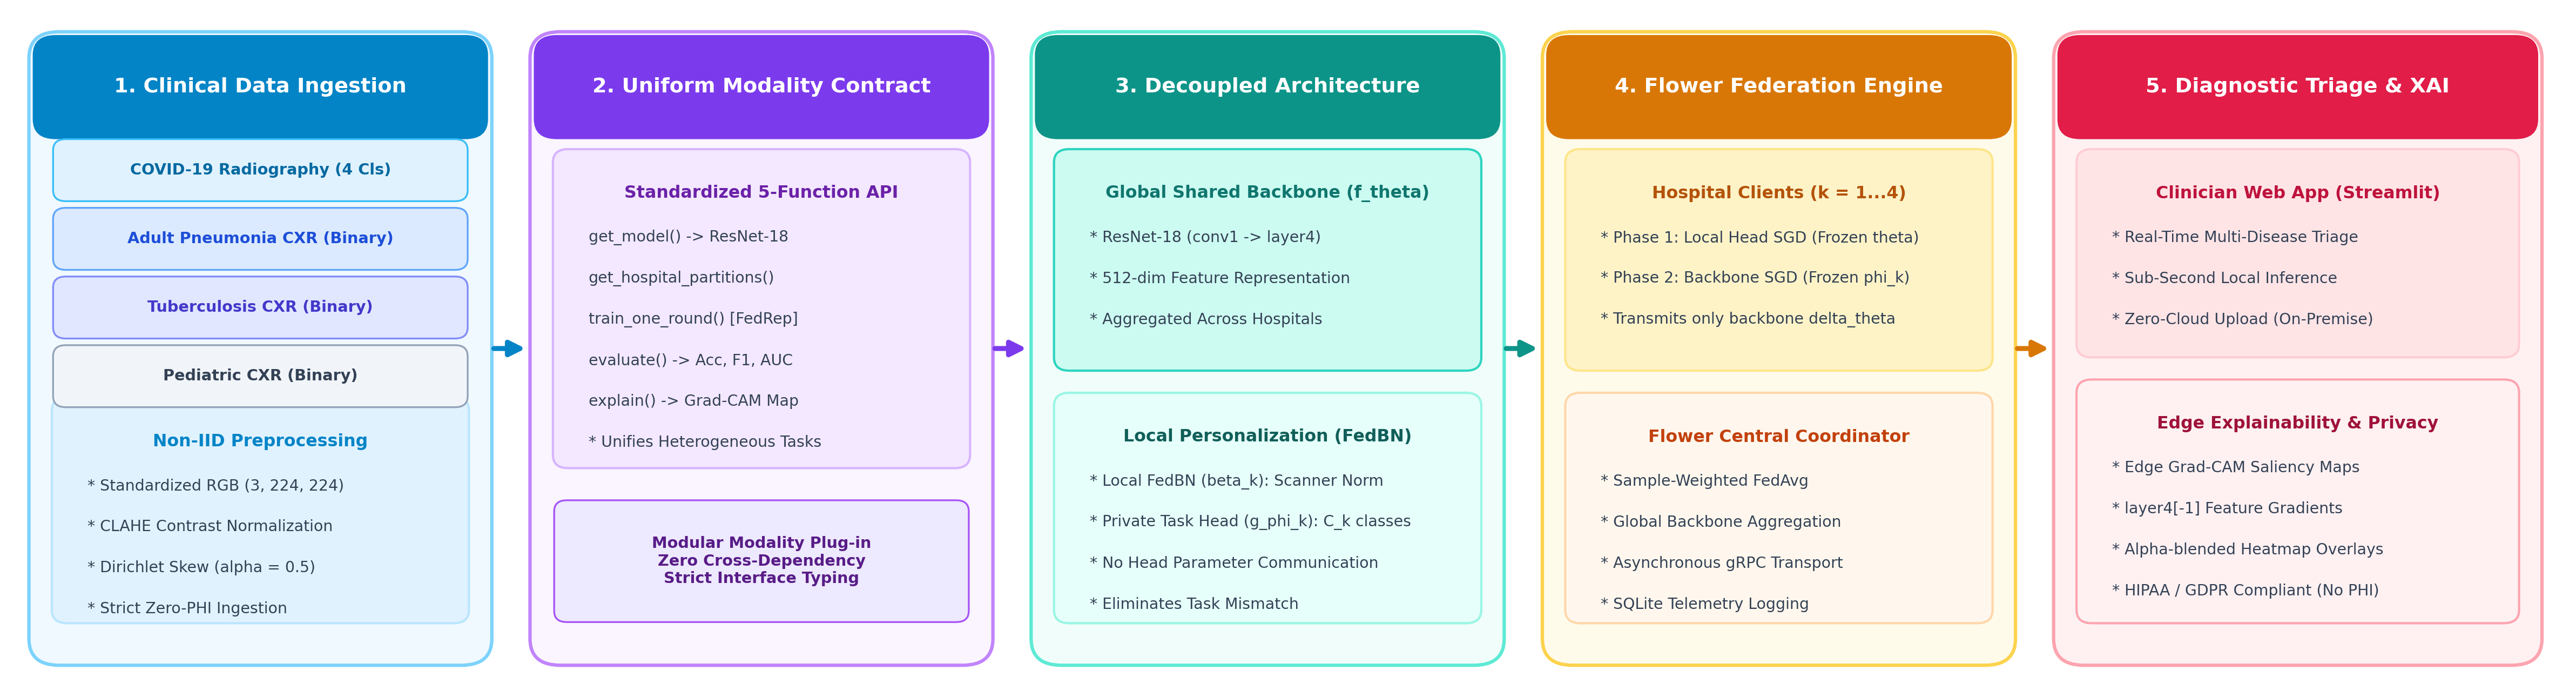 1. Clinical Data Ingestion
COVID-19 Radiography (4 Cls)
Adult Pneumonia CXR (Binary)
Tuberculosis CXR (Binary)
Pediatric CXR (Binary)
Non-IID Preprocessing
* Standardized RGB (3, 224, 224)
* CLAHE Contrast Normalization
* Dirichlet Skew (alpha = 0.5)
* Strict Zero-PHI Ingestion
2. Uniform Modality Contract
Standardized 5-Function API
get_model() -> ResNet-18
get_hospital_partitions()
train_one_round() [FedRep]
evaluate() -> Acc, F1, AUC
explain() -> Grad-CAM Map
* Unifies Heterogeneous Tasks
Modular Modality Plug-in
Zero Cross-Dependency
Strict Interface Typing
3. Decoupled Architecture
Global Shared Backbone (f_theta)
* ResNet-18 (conv1 -> layer4)
* 512-dim Feature Representation
* Aggregated Across Hospitals
Local Personalization (FedBN)
* Local FedBN (beta_k): Scanner Norm
* Private Task Head (g_phi_k): C_k classes
* No Head Parameter Communication
* Eliminates Task Mismatch
4. Flower Federation Engine
Hospital Clients (k = 1...4)
* Phase 1: Local Head SGD (Frozen theta)
* Phase 2: Backbone SGD (Frozen phi_k)
* Transmits only backbone delta_theta
Flower Central Coordinator
* Sample-Weighted FedAvg
* Global Backbone Aggregation
* Asynchronous gRPC Transport
* SQLite Telemetry Logging
5. Diagnostic Triage & XAI
Clinician Web App (Streamlit)
* Real-Time Multi-Disease Triage
* Sub-Second Local Inference
* Zero-Cloud Upload (On-Premise)
Edge Explainability & Privacy
* Edge Grad-CAM Saliency Maps
* layer4[-1] Feature Gradients
* Alpha-blended Heatmap Overlays
* HIPAA / GDPR Compliant (No PHI)